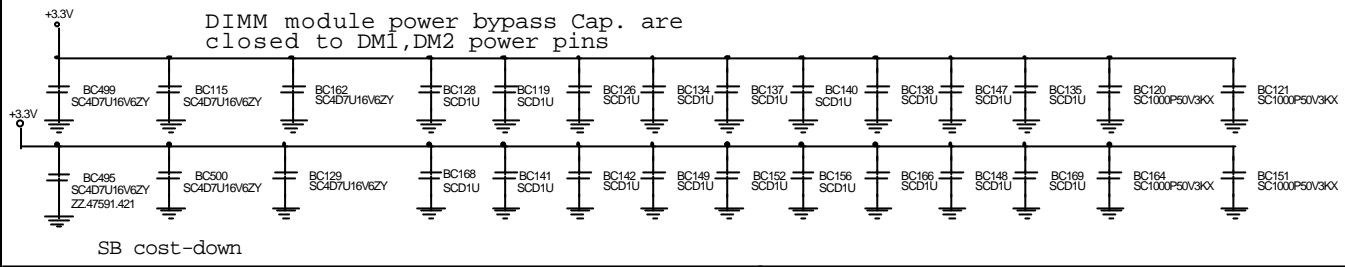 +3.3V
DIMM module power bypass Cap. are
closed to DM1,DM2 power pins
BC499
SC4D7U16V6ZY
BC115
SC4D7U16V6ZY
BC162
SC4D7U16V6ZY
BC128
SCD1U
BC119
SCD1U
BC126
SCD1U
BC134
SCD1U
BC137
SCD1U
BC140
SCD1U
BC138
SCD1U
BC147
SCD1U
BC135
SCD1U
BC120
SC1000P50V3KX
BC121
SC1000P50V3KX
+3.3V
BC495
SC4D7U16V6ZY
ZZ.47591.421
BC500
SC4D7U16V6ZY
BC129
SC4D7U16V6ZY
BC168
SCD1U
BC141
SCD1U
BC142
SCD1U
BC149
SCD1U
BC152
SCD1U
BC156
SCD1U
BC166
SCD1U
BC148
SCD1U
BC169
SCD1U
BC164
SC1000P50V3KX
BC151
SC1000P50V3KX
SB cost-down